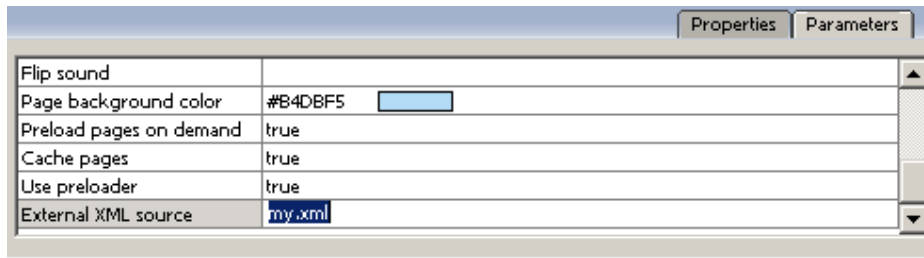 Properties Parameters
Flip sound
Page background color #B4DBF5
Preload pages on demand true
Cache pages true
Use preloader true
External XML source my.xml